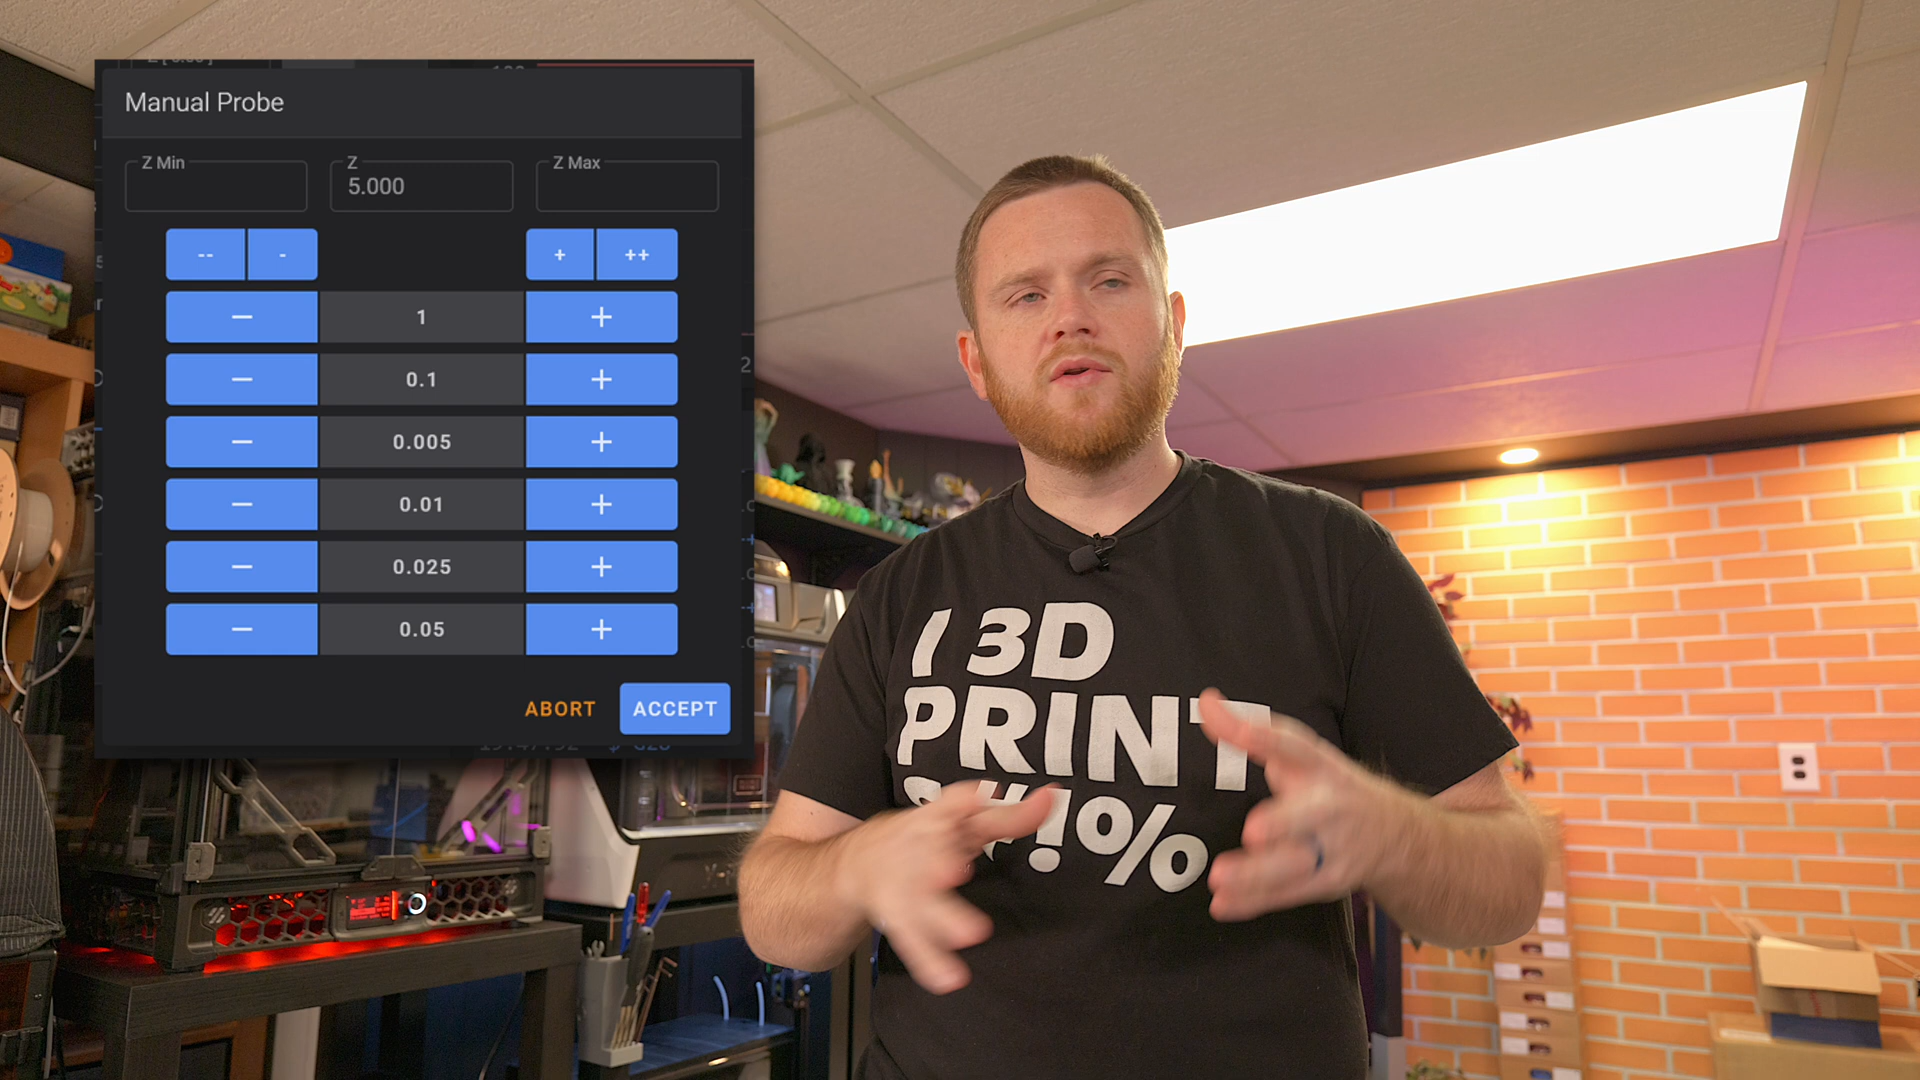 Manual Probe
Z Min
Z
5.000
Z Max
-- - + ++
— 1 +
— 0.1 +
— 0.005 +
— 0.01 +
— 0.025 +
— 0.05 +
ABORT ACCEPT
I 3D
PRINT
#!%